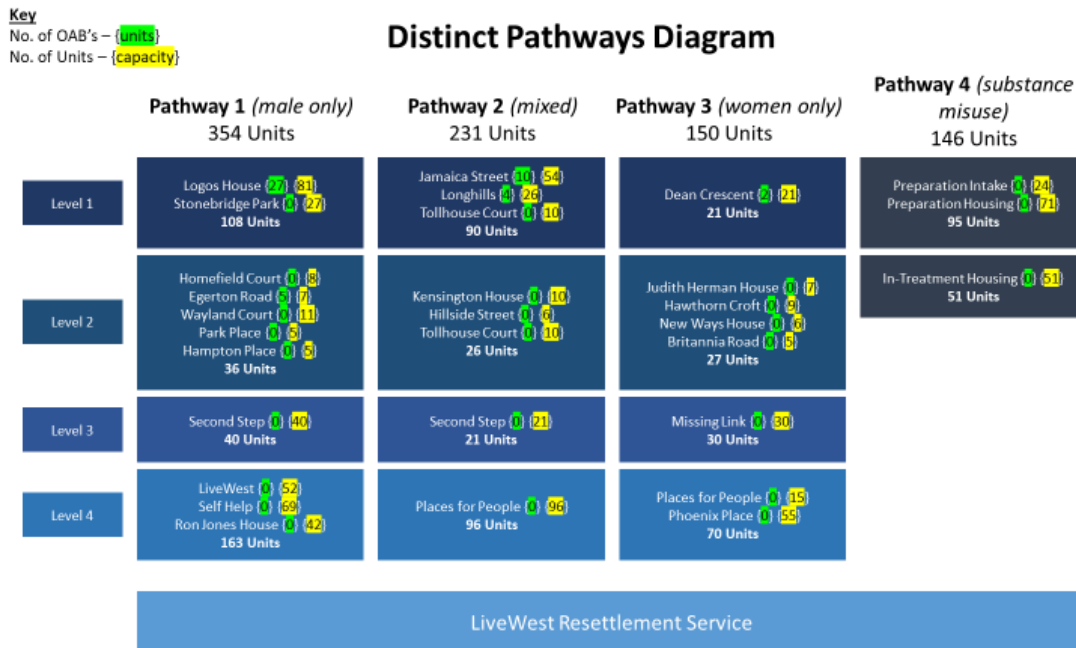 Key
No. of OAB's – {units}
No. of Units – {capacity}
Distinct Pathways Diagram
Pathway 1 (male only)
354 Units
Pathway 2 (mixed)
231 Units
Pathway 3 (women only)
150 Units
Pathway 4 (substance
misuse)
146 Units
Level 1
Logos House {27} {81}
Stonebridge Park {0} {27}
108 Units
Jamaica Street {10} {54}
Longhills {4} {26}
Tollhouse Court {0} {10}
90 Units
Dean Crescent {2} {21}
21 Units
Preparation Intake {0} {24}
Preparation Housing {0} {71}
95 Units
Level 2
Homefield Court {0} {8}
Egerton Road {5} {7}
Wayland Court {0} {11}
Park Place {0} {5}
Hampton Place {0} {5}
36 Units
Kensington House {0} {10}
Hillside Street {0} {6}
Tollhouse Court {0} {10}
26 Units
Judith Herman House {0} {7}
Hawthorn Croft {0} {9}
New Ways House {0} {6}
Britannia Road {0} {5}
27 Units
In-Treatment Housing {0} {51}
51 Units
Level 3
Second Step {0} {40}
40 Units
Second Step {0} {21}
21 Units
Missing Link {0} {30}
30 Units
Level 4
LiveWest {0} {52}
Self Help {0} {69}
Ron Jones House {0} {42}
163 Units
Places for People {0} {96}
96 Units
Places for People {0} {15}
Phoenix Place {0} {55}
70 Units
LiveWest Resettlement Service